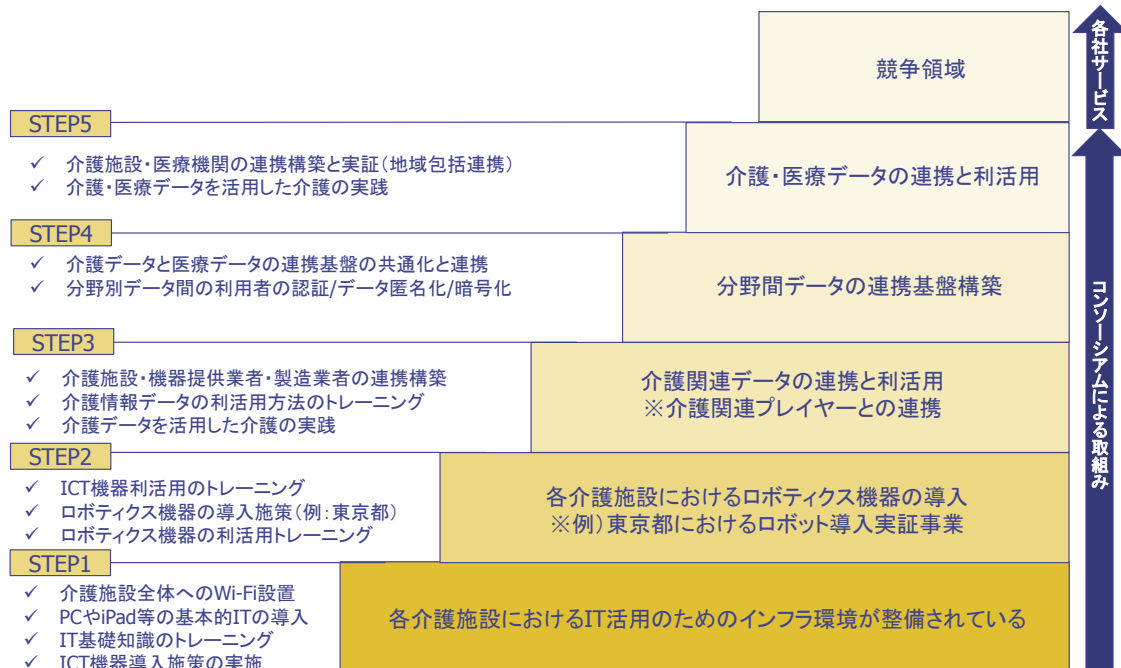 競争領域
各社サービス
STEP5
✓ 介護施設・医療機関の連携構築と実証(地域包括連携)
✓ 介護・医療データを活用した介護の実践
介護・医療データの連携と利活用
STEP4
✓ 介護データと医療データの連携基盤の共通化と連携
✓ 分野別データ間の利用者の認証/データ匿名化/暗号化
分野間データの連携基盤構築
コンソーシアムによる取組み
STEP3
✓ 介護施設・機器提供業者・製造業者の連携構築
✓ 介護情報データの利活用方法のトレーニング
✓ 介護データを活用した介護の実践
介護関連データの連携と利活用
※介護関連プレイヤーとの連携
STEP2
✓ ICT機器利活用のトレーニング
✓ ロボティクス機器の導入施策(例:東京都)
✓ ロボティクス機器の利活用トレーニング
各介護施設におけるロボティクス機器の導入
※例)東京都におけるロボット導入実証事業
STEP1
✓ 介護施設全体へのWi-Fi設置
✓ PCやiPad等の基本的ITの導入
✓ IT基礎知識のトレーニング
✓ ICT機器導入施策の実施
各介護施設におけるIT活用のためのインフラ環境が整備されている